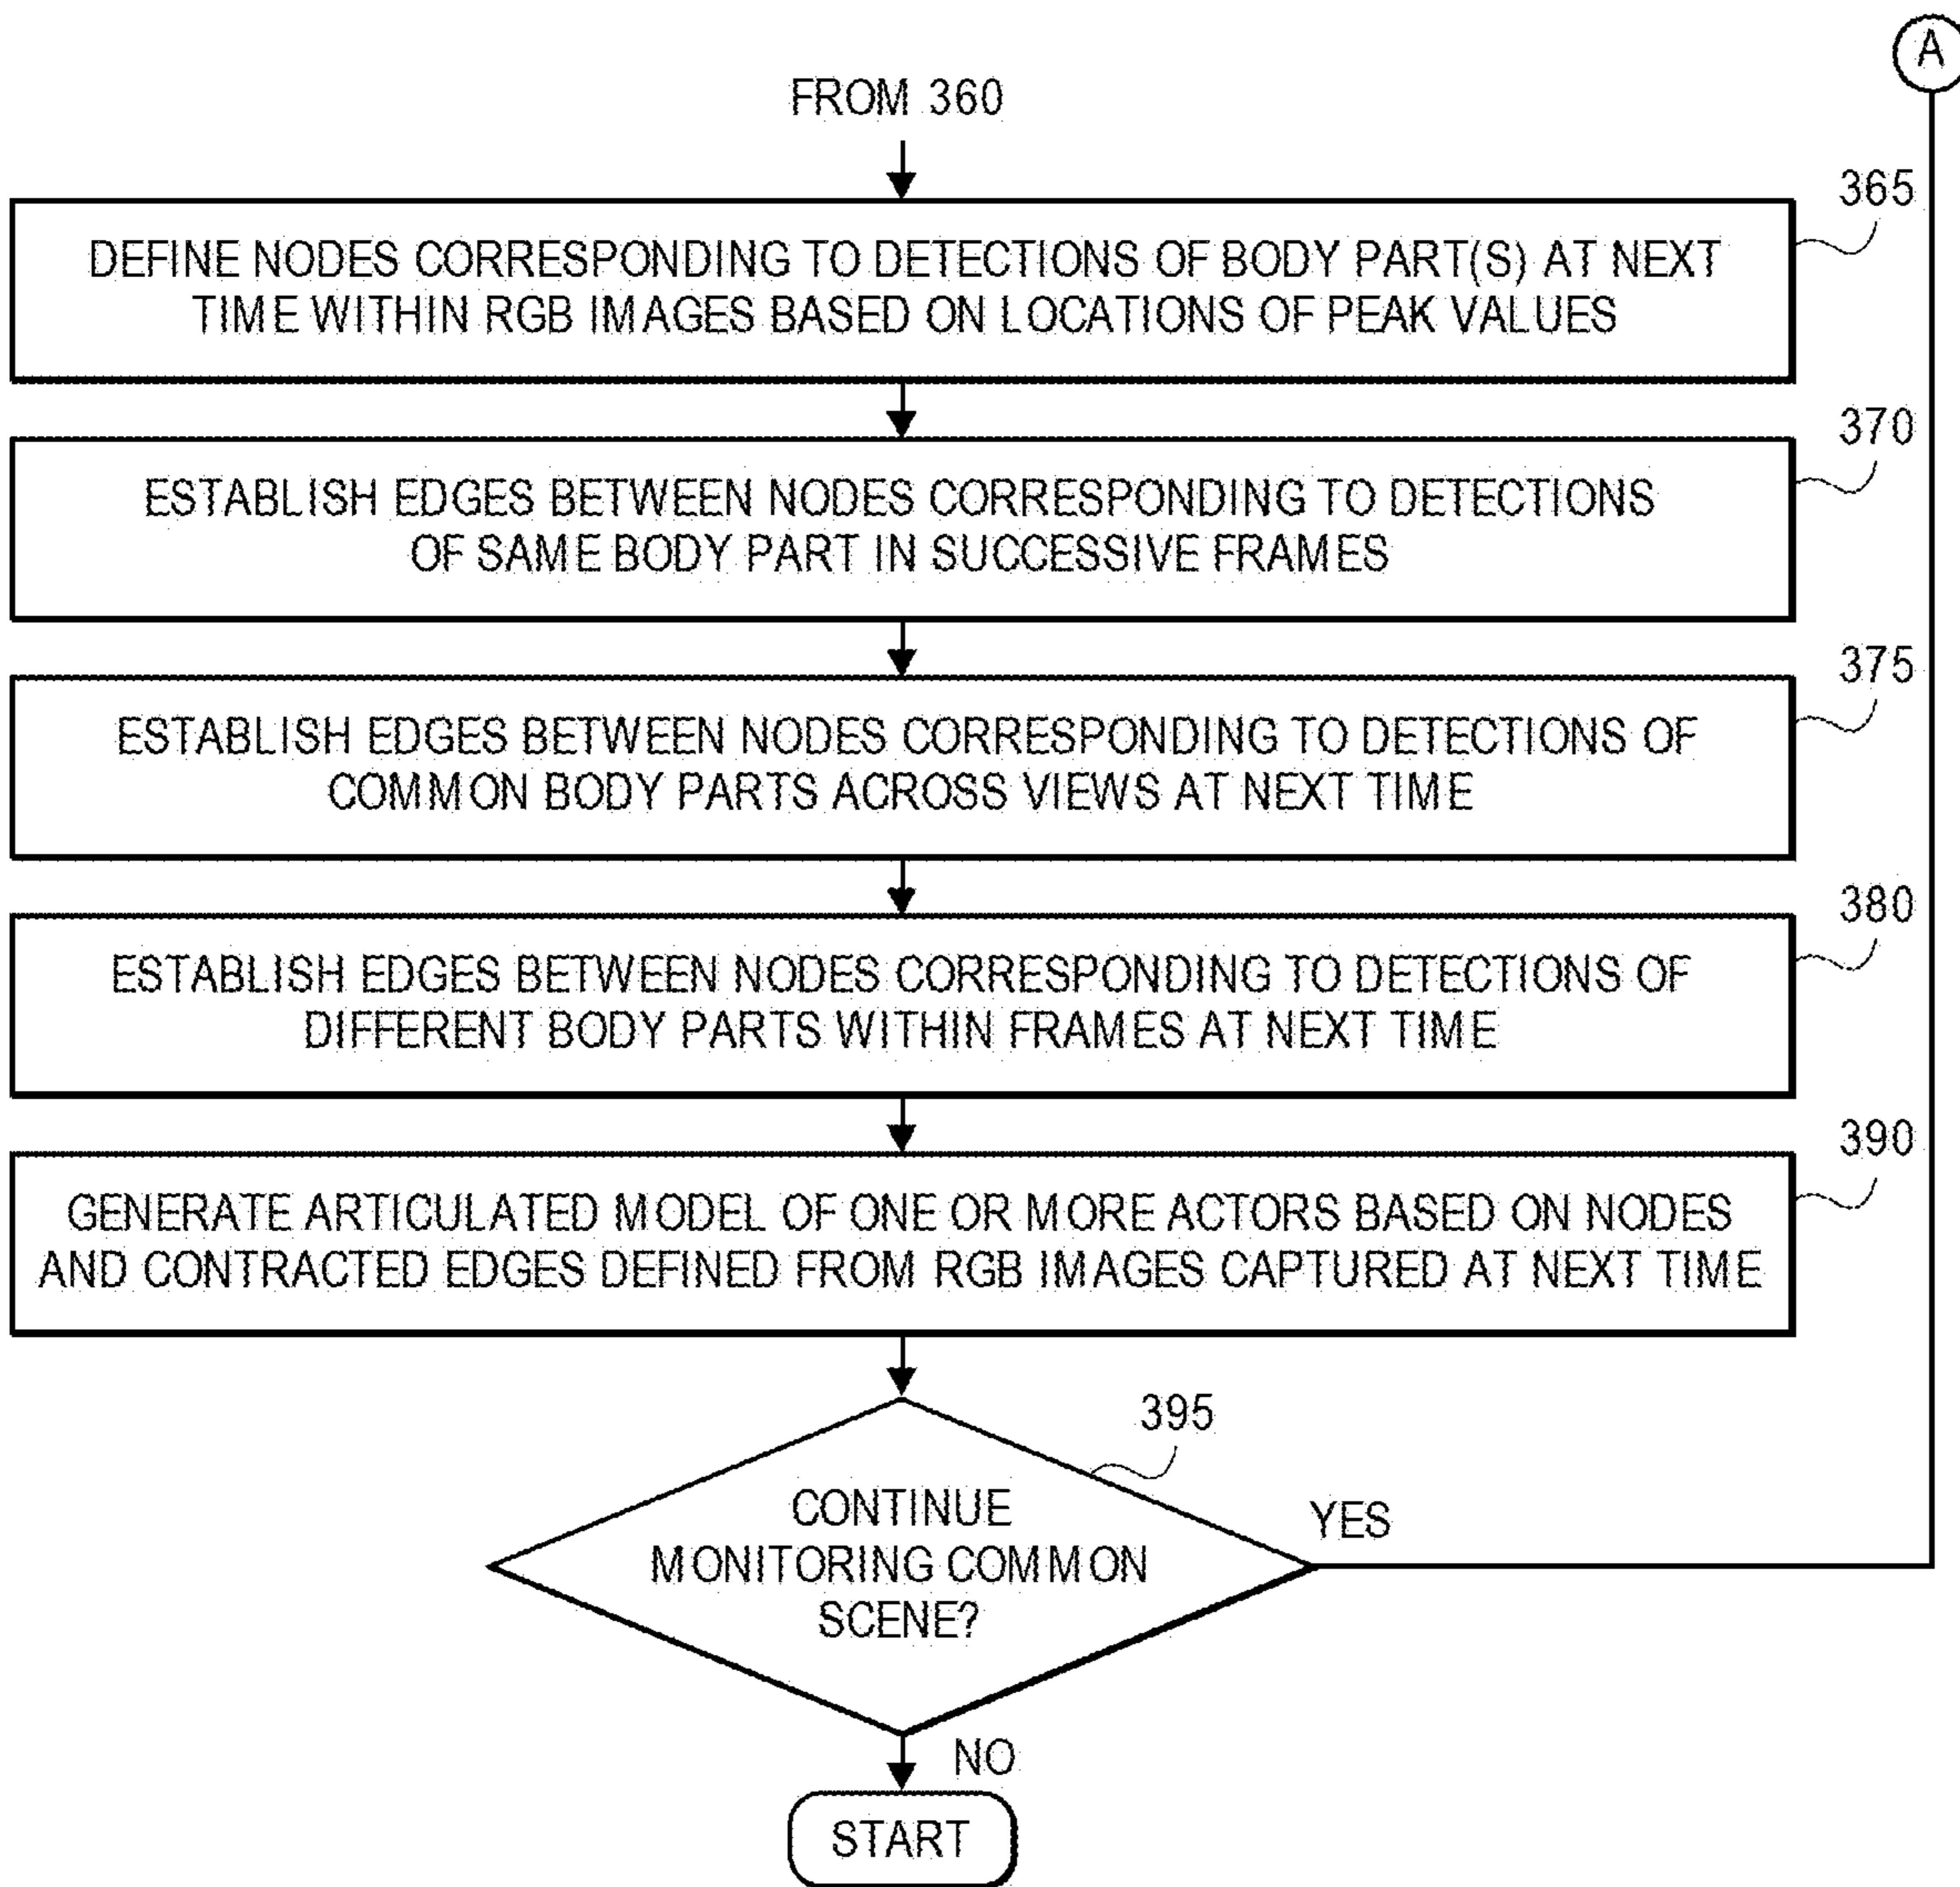 A
FROM 360
365
DEFINE NODES CORRESPONDING TO DETECTIONS OF BODY PART(S) AT NEXT
TIME WITHIN RGB IMAGES BASED ON LOCATIONS OF PEAK VALUES
370
ESTABLISH EDGES BETWEEN NODES CORRESPONDING TO DETECTIONS
OF SAME BODY PART IN SUCCESSIVE FRAMES
375
ESTABLISH EDGES BETWEEN NODES CORRESPONDING TO DETECTIONS OF
COMMON BODY PARTS ACROSS VIEWS AT NEXT TIME
380
ESTABLISH EDGES BETWEEN NODES CORRESPONDING TO DETECTIONS OF
DIFFERENT BODY PARTS WITHIN FRAMES AT NEXT TIME
390
GENERATE ARTICULATED MODEL OF ONE OR MORE ACTORS BASED ON NODES
AND CONTRACTED EDGES DEFINED FROM RGB IMAGES CAPTURED AT NEXT TIME
395
CONTINUE
MONITORING COMMON
SCENE?
YES
NO
START